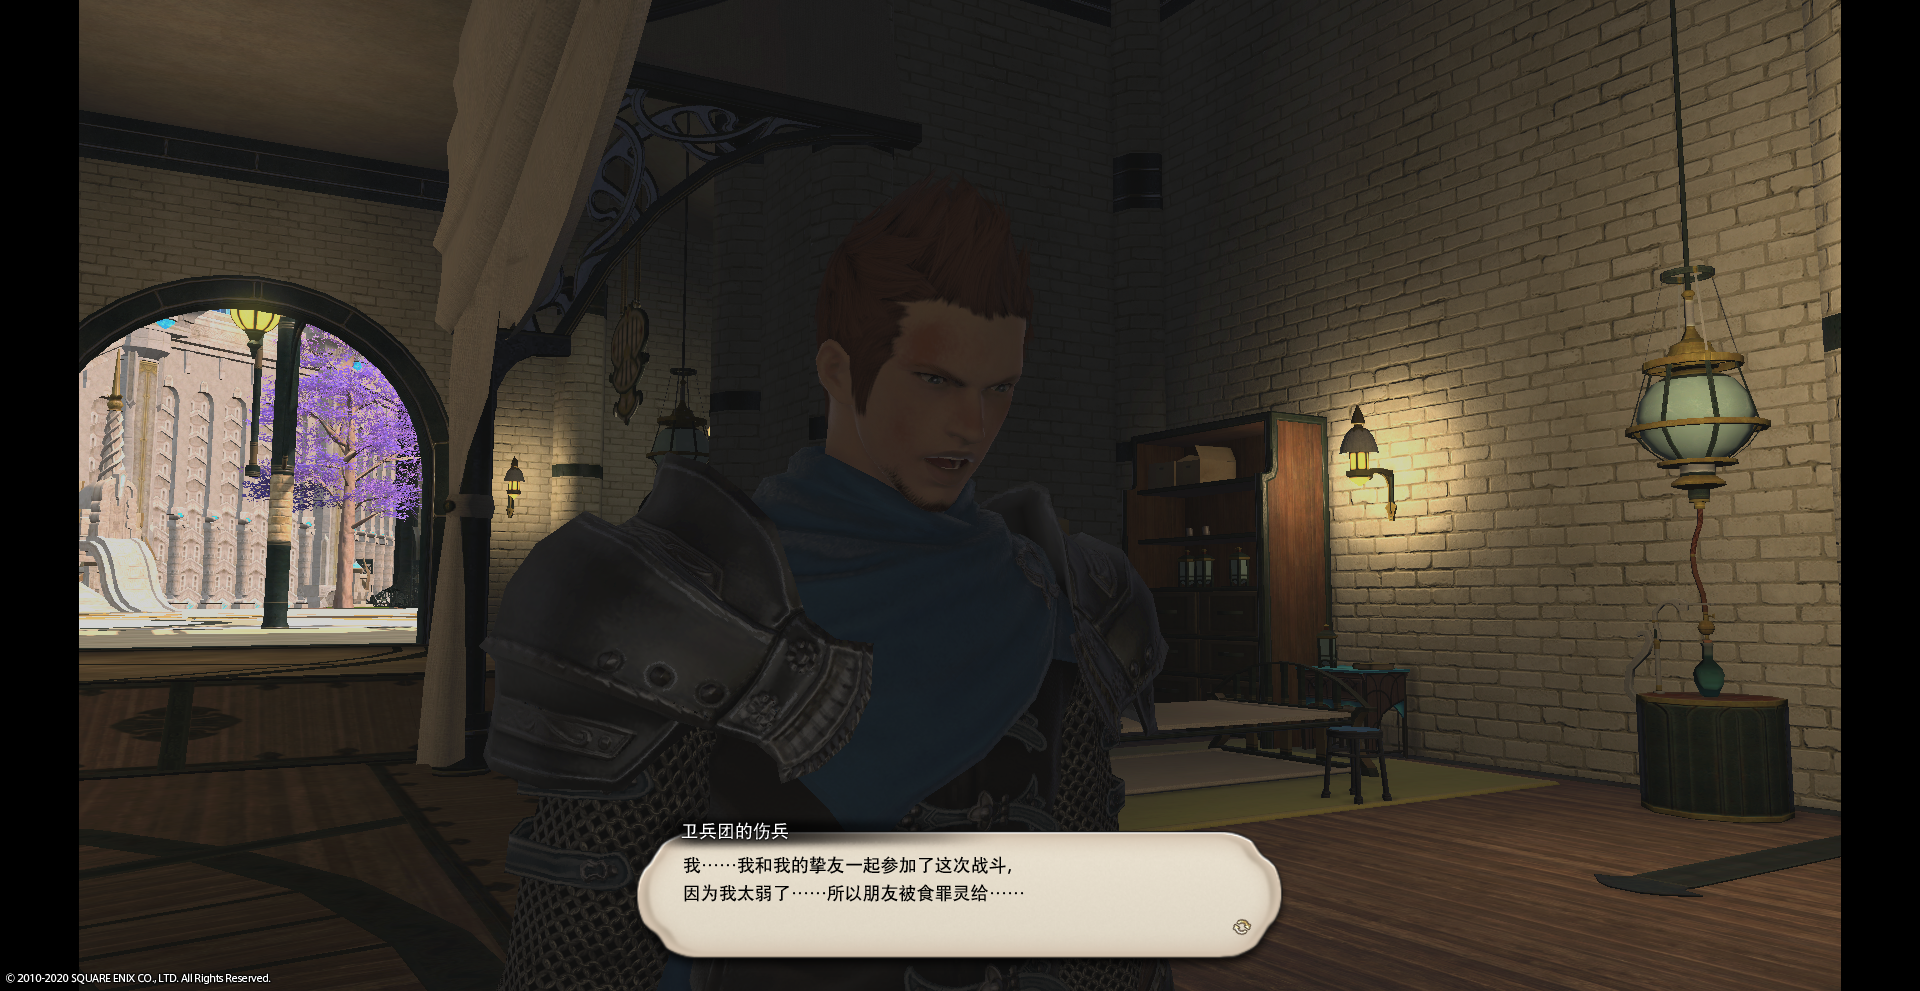 卫兵团的伤兵
我……我和我的挚友一起参加了这次战斗,
因为我太弱了……所以朋友被食罪灵给……
© 2010-2020 SQUARE ENIX CO., LTD. All Rights Reserved.